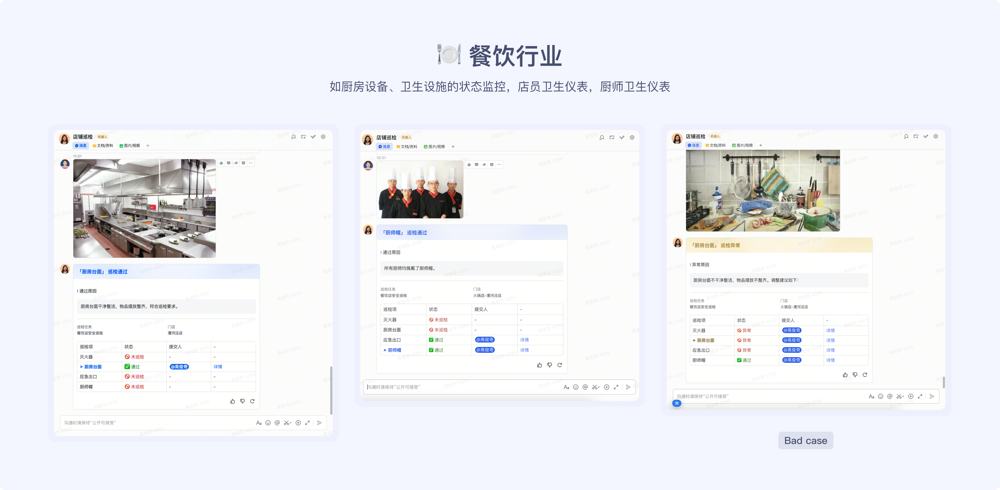 餐饮行业
如厨房设备、卫生设施的状态监控，店员卫生仪表，厨师卫生仪表
店铺巡检 机器人
消息 文档/资料 图片/视频 +
11:01
「厨房台面」 巡检通过
通过原因
厨房台面干净整洁，物品摆放整齐，符合巡检要求。
巡检任务 门店
餐饮店安全巡检 漕河泾店
巡检项 状态 提交人 -
灭火器 未巡检 - -
➤ 厨房台面 通过 @高俊奇 详情
应急出口 未巡检 - -
厨师帽 未巡检 - -
沟通时请保持“公开可接受”
店铺巡检 机器人
消息 文档/资料 图片/视频 +
18:01
「厨师帽」 巡检通过
通过原因
所有厨师均佩戴了厨师帽。
巡检任务 门店
餐饮店安全巡检 火锅店-漕河泾店
巡检项 状态 提交人 -
灭火器 未巡检 - -
厨房台面 未巡检 - -
应急出口 通过 @高俊奇 详情
➤ 厨师帽 通过 @高俊奇 详情
沟通时请保持“公开可接受”
店铺巡检 机器人
消息 文档/资料 图片/视频 +
「厨房台面」 巡检异常
异常原因
厨房台面不干净整洁，物品摆放不整齐。调整建议如下：
巡检任务 门店
餐饮店安全巡检 火锅店-漕河泾店
巡检项 状态 提交人 -
灭火器 异常 @高俊奇 详情
➤ 厨房台面 异常 @高俊奇 详情
应急出口 异常 @高俊奇 详情
厨师帽 通过 @高俊奇 详情
沟通时请保持“公开可接受”
双
Bad case
高俊奇 4265